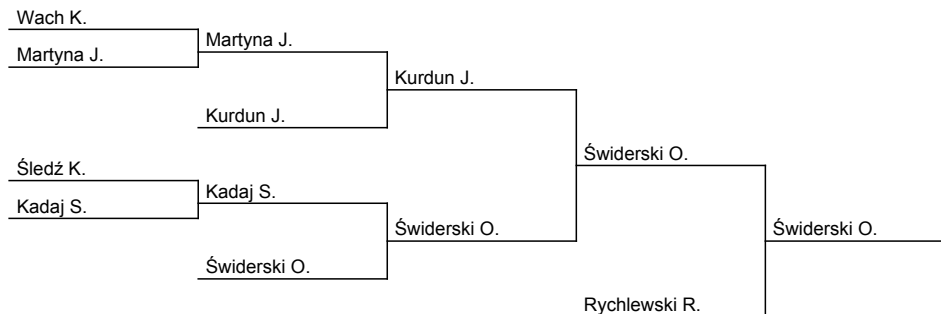 Wach K.
Martyna J.
Martyna J.
Kurdun J.
Kurdun J.
Śledź K.
Kadaj S.
Kadaj S.
Świderski O.
Świderski O.
Świderski O.
Rychlewski R.
Świderski O.